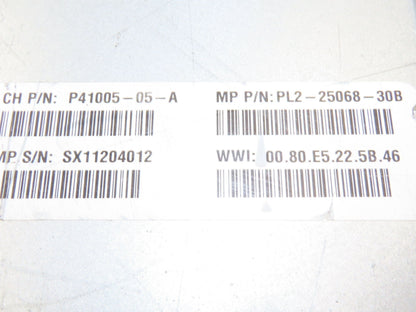 CH P/N: P41005-05-A
MP P/N: PL2-25068-30B
MP S/N: SX11204012
WWI: 00.80.E5.22.5B.46